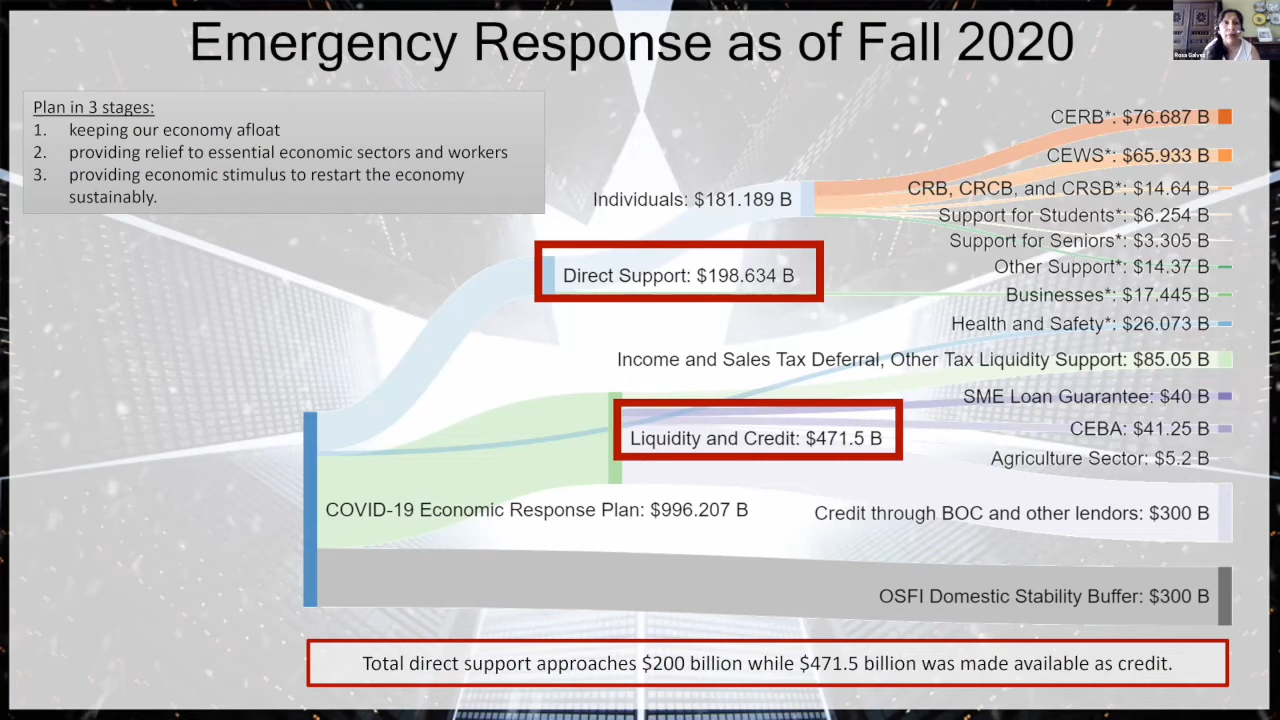 Emergency Response as of Fall 2020
Rosa Galvez
Plan in 3 stages:
1. keeping our economy afloat
2. providing relief to essential economic sectors and workers
3. providing economic stimulus to restart the economy
sustainably.
CERB*: $76.687 B
CEWS*: $65.933 B
CRB, CRCB, and CRSB*: $14.64 B
Individuals: $181.189 B
Support for Students*: $6.254 B
Support for Seniors*: $3.305 B
Other Support*: $14.37 B
Direct Support: $198.634 B
Businesses*: $17.445 B
Health and Safety*: $26.073 B
Income and Sales Tax Deferral, Other Tax Liquidity Support: $85.05 B
SME Loan Guarantee: $40 B
CEBA: $41.25 B
Liquidity and Credit: $471.5 B
Agriculture Sector: $5.2 B
COVID-19 Economic Response Plan: $996.207 B
Credit through BOC and other lendors: $300 B
OSFI Domestic Stability Buffer: $300 B
Total direct support approaches $200 billion while $471.5 billion was made available as credit.